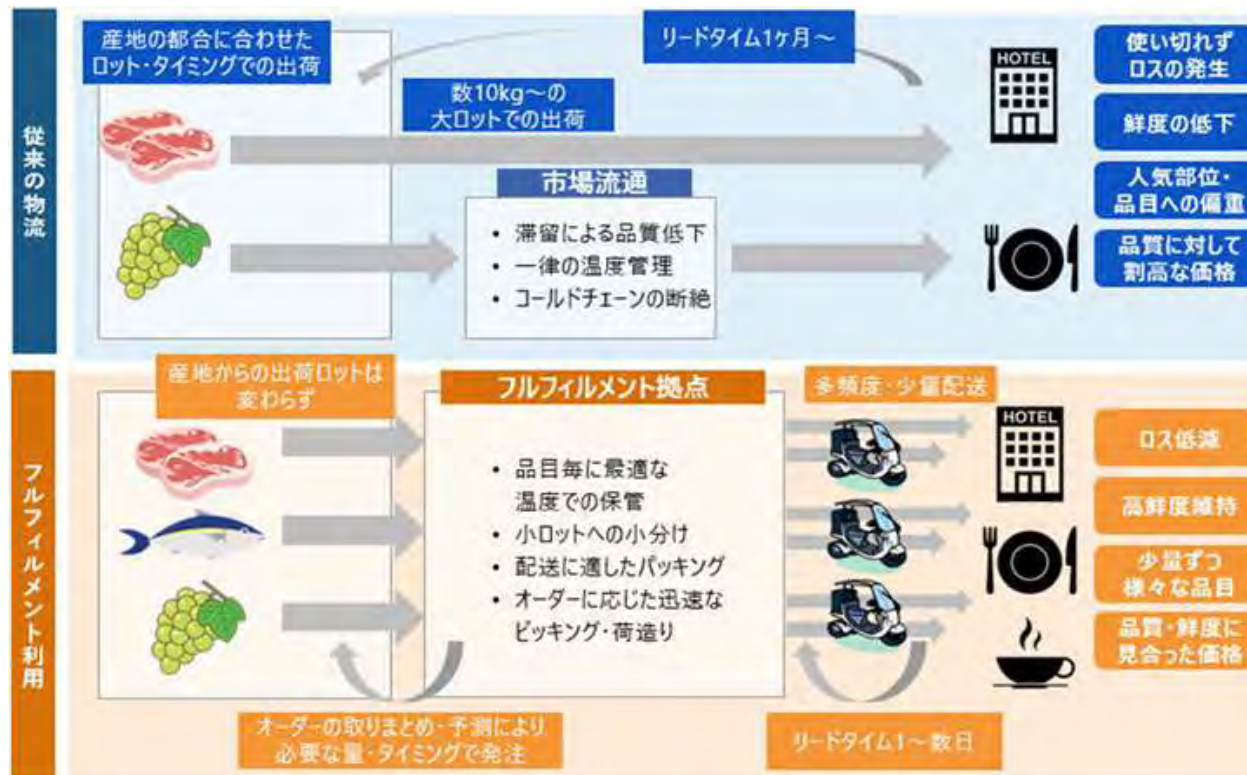 従来の物流
産地の都合に合わせた
ロット・タイミングでの出荷
リードタイム1ヶ月～
数10kg～の
大ロットでの出荷
市場流通
• 滞留による品質低下
• 一律の温度管理
• コールドチェーンの断絶
HOTEL
使い切れず
ロスの発生
鮮度の低下
人気部位・
品目への偏重
品質に対して
割高な価格
フルフィルメント利用
産地からの出荷ロットは
変わらず
フルフィルメント拠点
• 品目毎に最適な
温度での保管
• 小ロットへの小分け
• 配送に適したパッキング
• オーダーに応じた迅速な
ピッキング・荷造り
多頻度・少量配送
HOTEL
ロス低減
高鮮度維持
少量ずつ
様々な品目
品質・鮮度に
見合った価格
オーダーの取りまとめ・予測により
必要な量・タイミングで発注
リードタイム1～数日